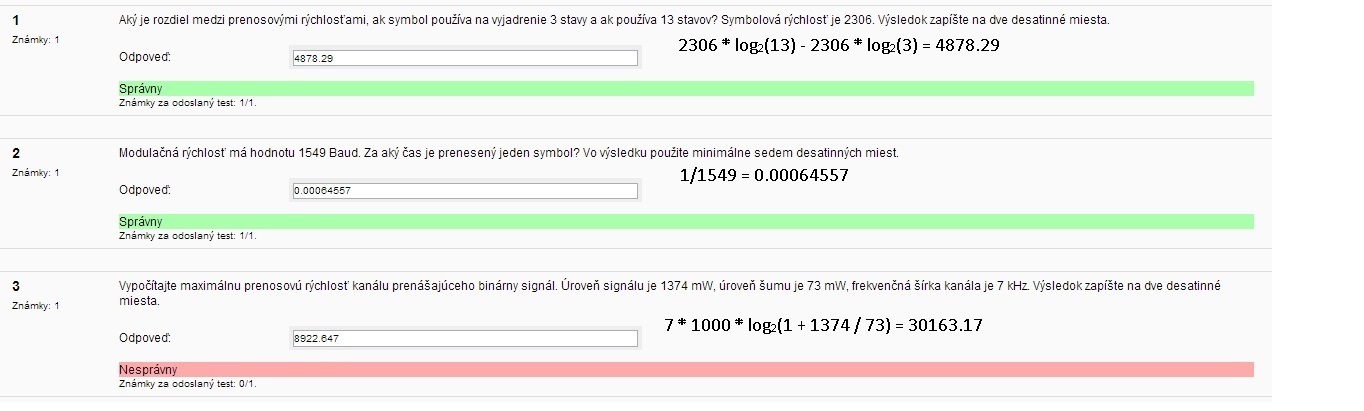 1
Známky: 1
Aký je rozdiel medzi prenosovými rýchlosťami, ak symbol používa na vyjadrenie 3 stavy a ak používa 13 stavov? Symbolová rýchlosť je 2306. Výsledok zapíšte na dve desatinné miesta.
2306 * log₂(13) - 2306 * log₂(3) = 4878.29
Odpoveď: 4878.29
Správny
Známky za odoslaný test: 1/1.
2
Známky: 1
Modulačná rýchlosť má hodnotu 1549 Baud. Za aký čas je prenesený jeden symbol? Vo výsledku použite minimálne sedem desatinných miest.
1/1549 = 0.00064557
Odpoveď: 0.00064557
Správny
Známky za odoslaný test: 1/1.
3
Známky: 1
Vypočítajte maximálnu prenosovú rýchlosť kanálu prenášajúceho binárny signál. Úroveň signálu je 1374 mW, úroveň šumu je 73 mW, frekvenčná šírka kanála je 7 kHz. Výsledok zapíšte na dve desatinné
miesta.
7 * 1000 * log₂(1 + 1374 / 73) = 30163.17
Odpoveď: 8922.647
Nesprávny
Známky za odoslaný test: 0/1.